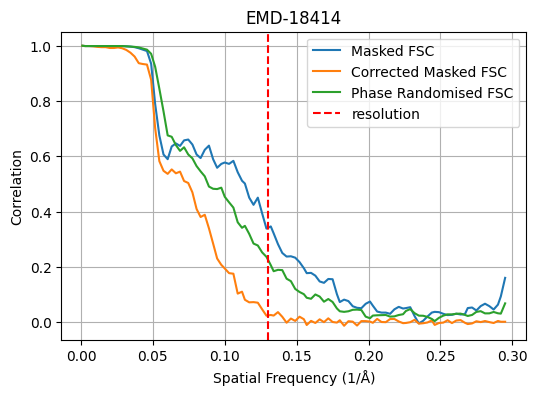 EMD-18414
Masked FSC
Corrected Masked FSC
Phase Randomised FSC
resolution
Correlation
1.0
0.8
0.6
0.4
0.2
0.0
0.00 0.05 0.10 0.15 0.20 0.25 0.30
Spatial Frequency (1/Å)